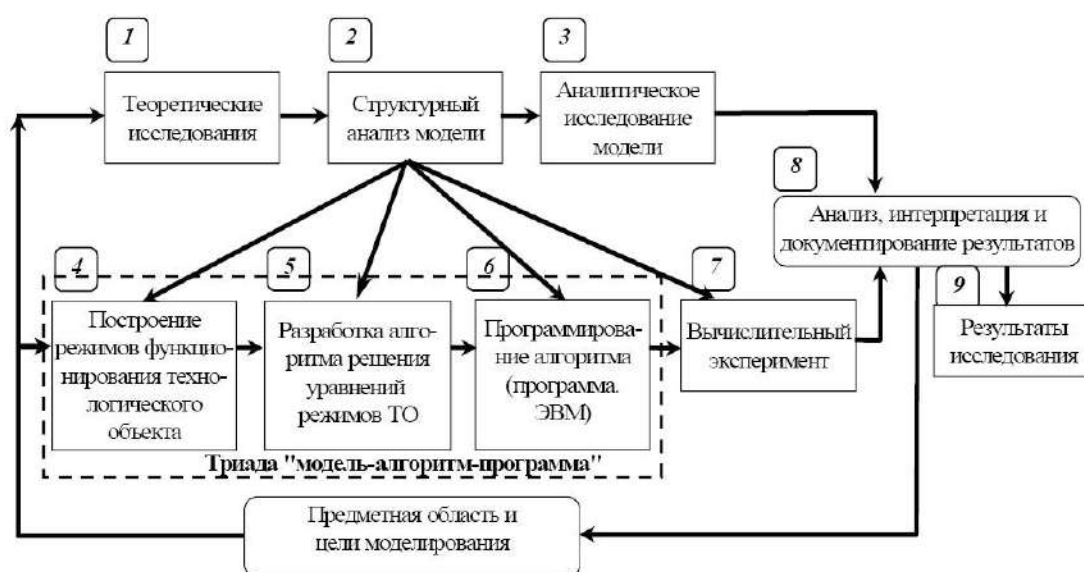 1
Теоретические
исследования
2
Структурный
анализ модели
3
Аналитическое
исследование
модели
8
Анализ, интерпретация и
документирование результатов
4
Построение
режимов функцио-
нирования техно-
логического
объекта
5
Разработка алго-
ритма решения
уравнений
режимов ТО
6
Программирова-
ние алгоритма
(программа.
ЭВМ)
7
Вычислительный
эксперимент
9
Результаты
исследования
Триада "модель-алгоритм-программа"
Предметная область и
цели моделирования